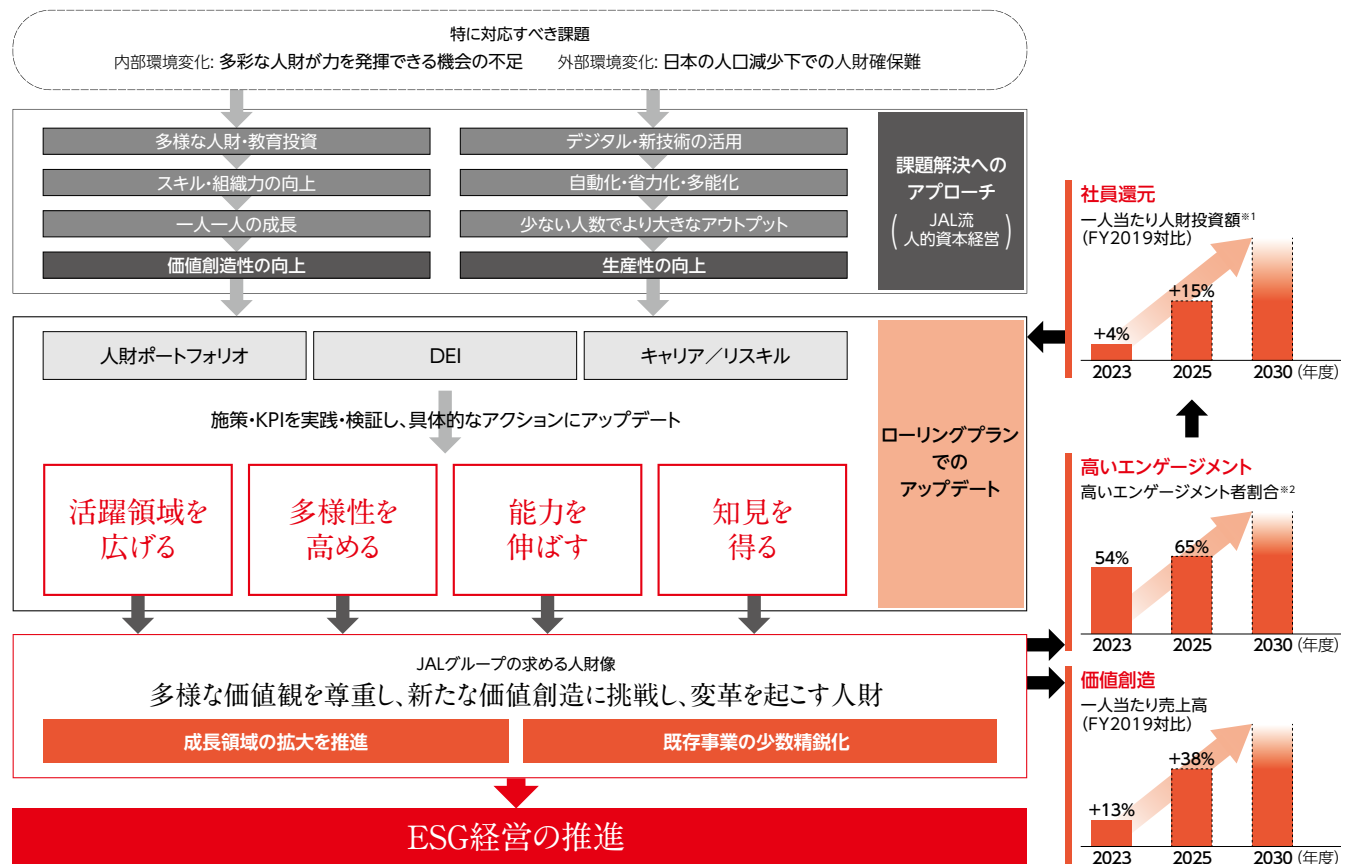 特に対応すべき課題
内部環境変化: 多彩な人財が力を発揮できる機会の不足 外部環境変化: 日本の人口減少下での人財確保難
多様な人財・教育投資
スキル・組織力の向上
一人一人の成長
価値創造性の向上
デジタル・新技術の活用
自動化・省力化・多能化
少ない人数でより大きなアウトプット
生産性の向上
課題解決への
アプローチ
(JAL流
人的資本経営)
人財ポートフォリオ
DEI
キャリア／リスキル
施策・KPIを実践・検証し、具体的なアクションにアップデート
活躍領域を
広げる
多様性を
高める
能力を
伸ばす
知見を
得る
ローリングプラン
での
アップデート
JALグループの求める人財像
多様な価値観を尊重し、新たな価値創造に挑戦し、変革を起こす人財
成長領域の拡大を推進
既存事業の少数精鋭化
ESG経営の推進
社員還元
一人当たり人財投資額※1
(FY2019対比)
+4%
+15%
2023 2025 2030 (年度)
高いエンゲージメント
高いエンゲージメント者割合※2
54%
65%
2023 2025 2030 (年度)
価値創造
一人当たり売上高
(FY2019対比)
+13%
+38%
2023 2025 2030 (年度)